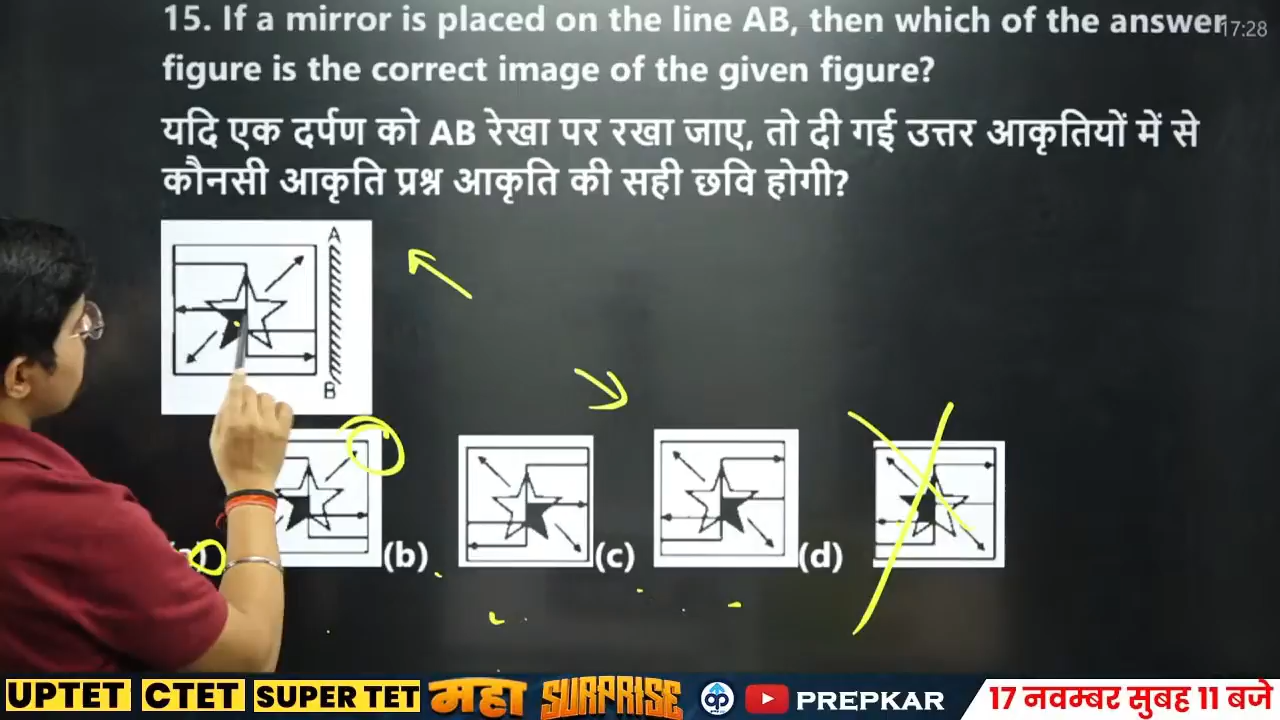 15. If a mirror is placed on the line AB, then which of the answer
17:28
figure is the correct image of the given figure?
यदि एक दर्पण को AB रेखा पर रखा जाए, तो दी गई उत्तर आकृतियों में से
कौनसी आकृति प्रश्न आकृति की सही छवि होगी?
A
B
(b)
(c)
(d)
UPTET CTET SUPER TET महा SURPRISE PREPKAR 17 नवम्बर सुबह 11 बजे